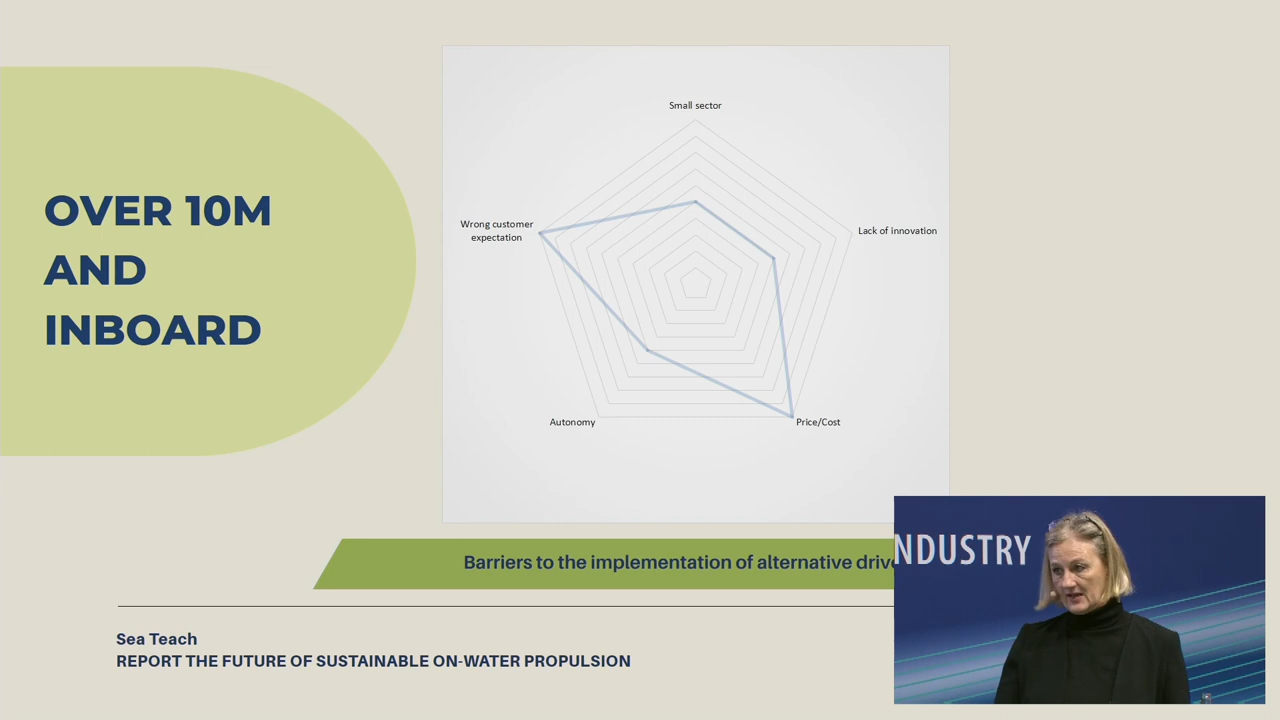 OVER 10M
AND
INBOARD
Small sector
Wrong customer
expectation
Lack of innovation
Autonomy
Price/Cost
Barriers to the implementation of alternative
Sea Teach
REPORT THE FUTURE OF SUSTAINABLE ON-WATER PROPULSION
NDUSTRY